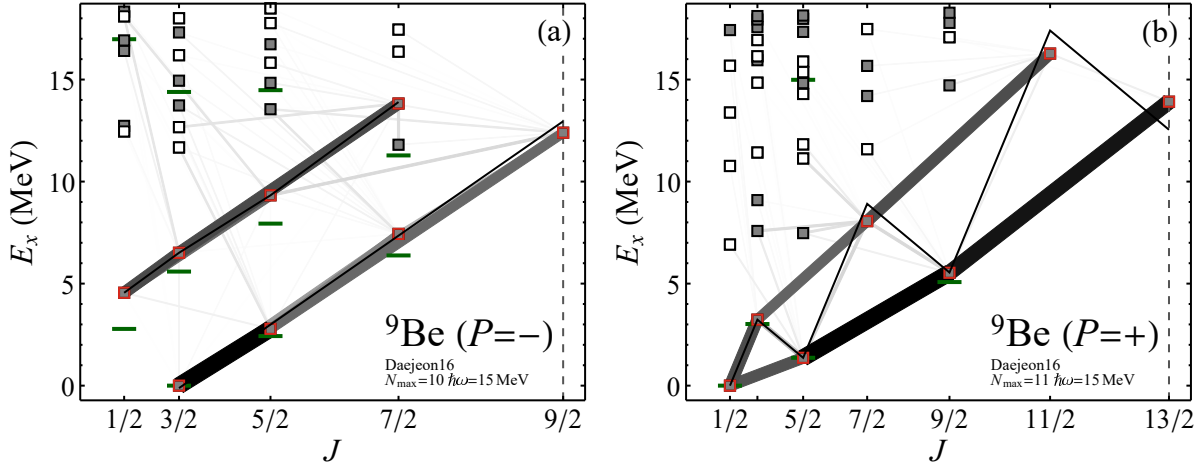 (a)
15
10
5
0
E_x (MeV)
⁹Be (P=−)
Daejeon16
N_max=10 ℏω=15 MeV
1/2 3/2 5/2 7/2 9/2
J
(b)
15
10
5
0
E_x (MeV)
⁹Be (P=+)
Daejeon16
N_max=11 ℏω=15 MeV
1/2 5/2 7/2 9/2 11/2 13/2
J